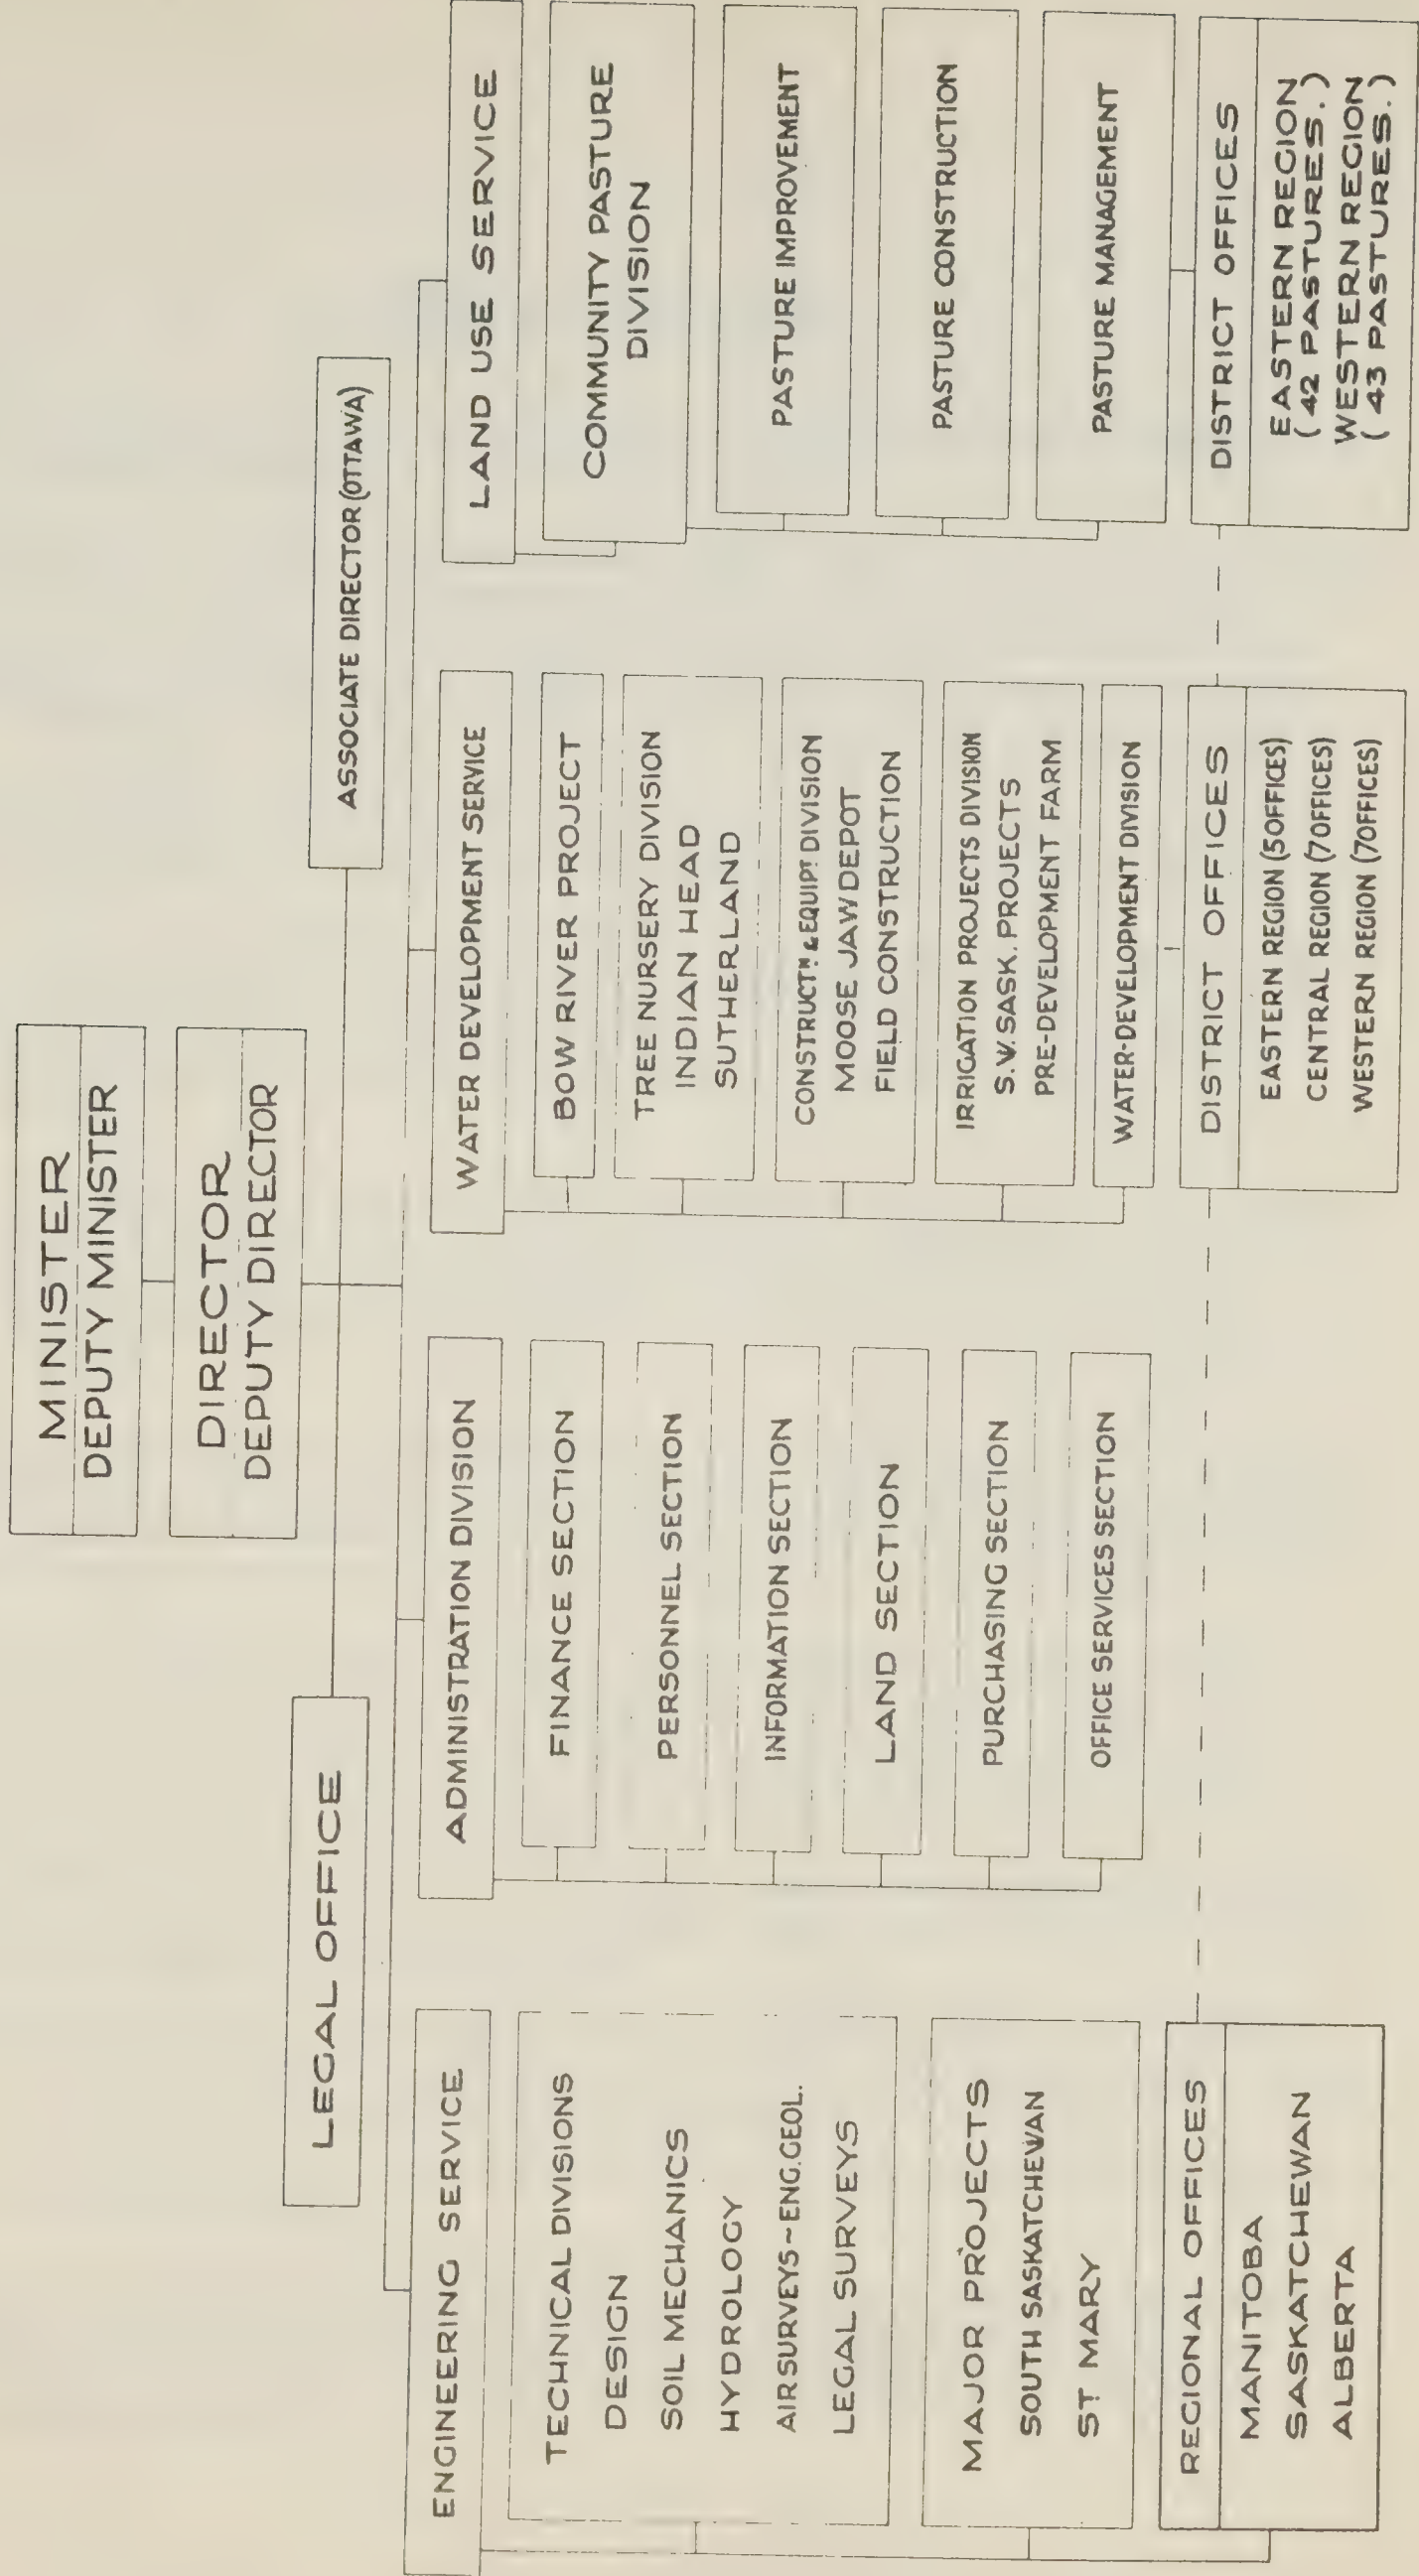 MINISTER
DEPUTY MINISTER
DIRECTOR
DEPUTY DIRECTOR
LEGAL OFFICE
ASSOCIATE DIRECTOR (OTTAWA)
ENGINEERING SERVICE
TECHNICAL DIVISIONS
DESIGN
SOIL MECHANICS
HYDROLOGY
AIR SURVEYS ~ ENG. GEOL.
LEGAL SURVEYS
MAJOR PROJECTS
SOUTH SASKATCHEWAN
ST MARY
REGIONAL OFFICES
MANITOBA
SASKATCHEWAN
ALBERTA
ADMINISTRATION DIVISION
FINANCE SECTION
PERSONNEL SECTION
INFORMATION SECTION
LAND SECTION
PURCHASING SECTION
OFFICE SERVICES SECTION
WATER DEVELOPMENT SERVICE
BOW RIVER PROJECT
TREE NURSERY DIVISION
INDIAN HEAD
SUTHERLAND
CONSTRUCT'N & EQUIPT. DIVISION
MOOSE JAW DEPOT
FIELD CONSTRUCTION
IRRIGATION PROJECTS DIVISION
S.W. SASK. PROJECTS
PRE-DEVELOPMENT FARM
WATER-DEVELOPMENT DIVISION
DISTRICT OFFICES
EASTERN REGION (5 OFFICES)
CENTRAL REGION (7 OFFICES)
WESTERN REGION (7 OFFICES)
LAND USE SERVICE
COMMUNITY PASTURE
DIVISION
PASTURE IMPROVEMENT
PASTURE CONSTRUCTION
PASTURE MANAGEMENT
DISTRICT OFFICES
EASTERN REGION
( 42 PASTURES. )
WESTERN REGION
( 43 PASTURES. )